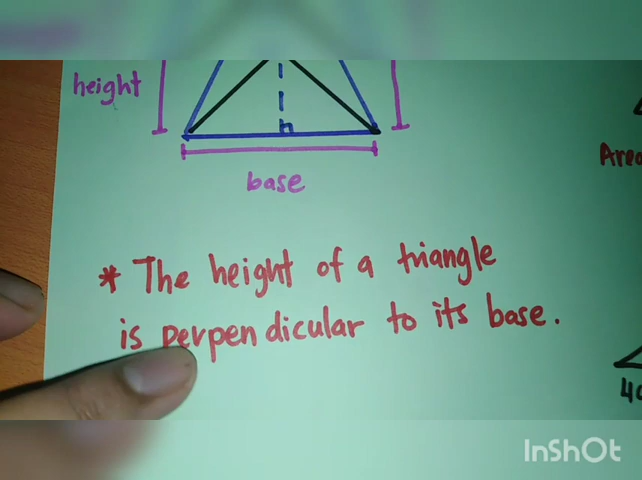 height
base
* The height of a triangle
is perpendicular to its base.
Area
InShOt